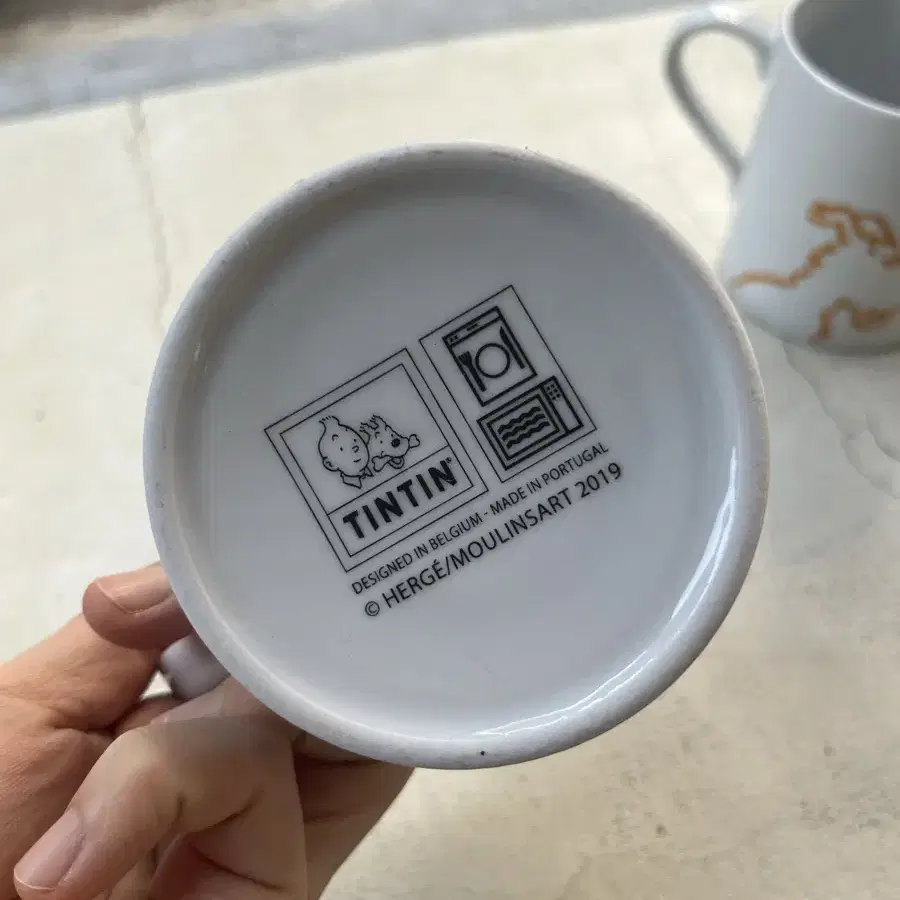 TINTIN®
DESIGNED IN BELGIUM - MADE IN PORTUGAL
© HERGÉ/MOULINSART 2019